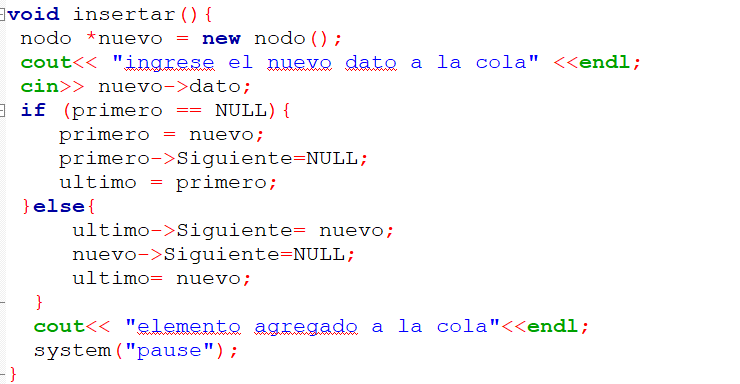 void insertar(){
nodo *nuevo = new nodo();
cout<< "ingrese el nuevo dato a la cola" <<endl;
cin>> nuevo->dato;
if (primero == NULL){
primero = nuevo;
primero->Siguiente=NULL;
ultimo = primero;
}else{
ultimo->Siguiente= nuevo;
nuevo->Siguiente=NULL;
ultimo= nuevo;
}
cout<< "elemento agregado a la cola"<<endl;
system("pause");
}